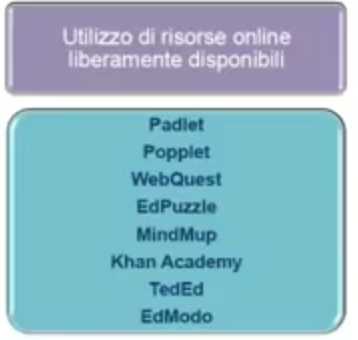 Utilizzo di risorse online
liberamente disponibili
Padlet
Popplet
WebQuest
EdPuzzle
MindMup
Khan Academy
TedEd
EdModo